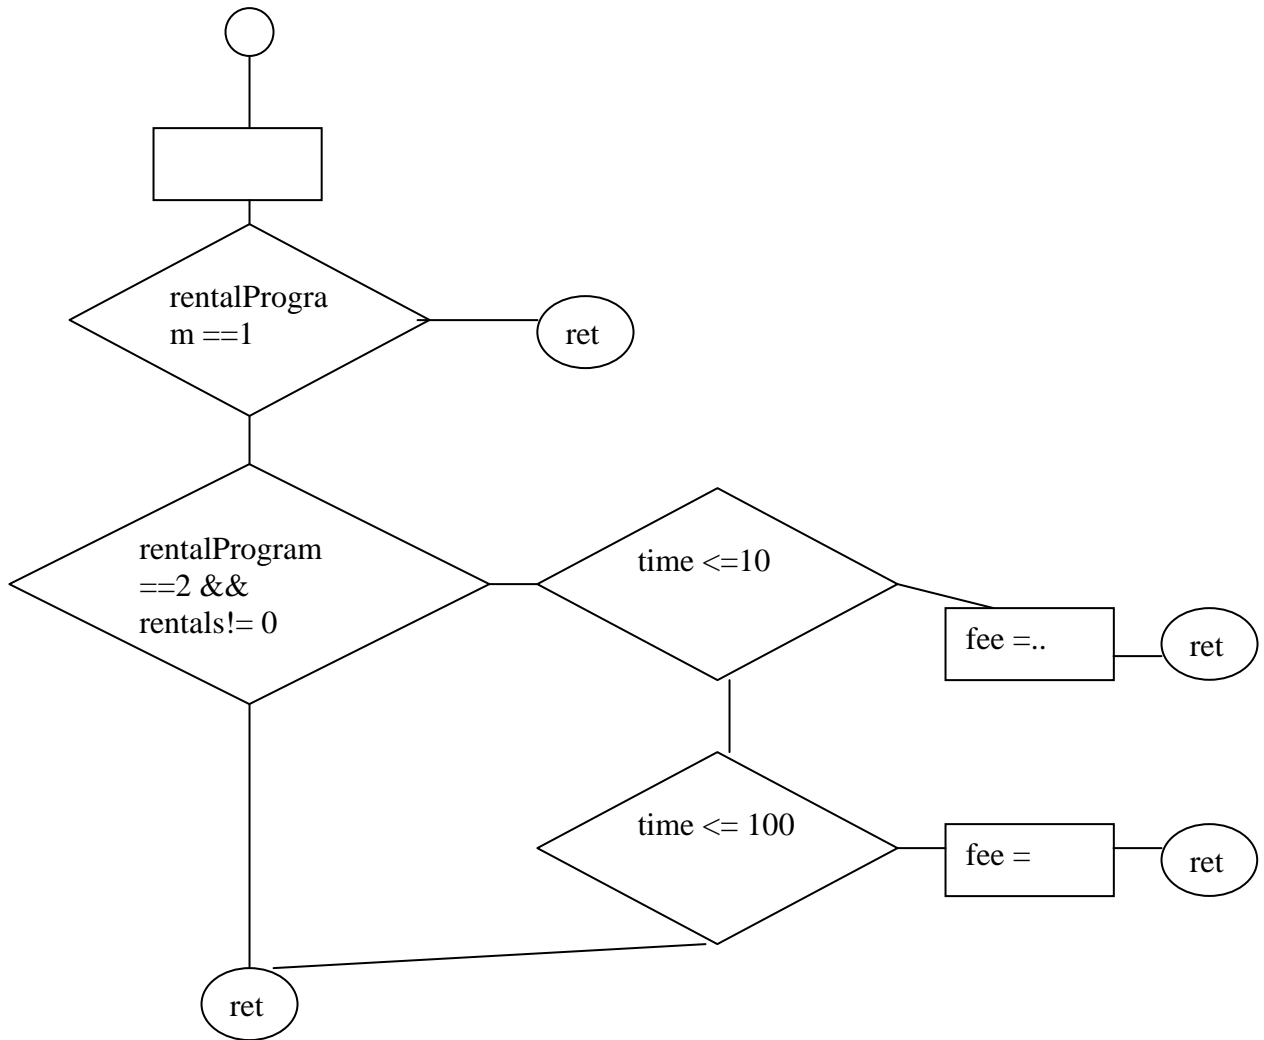 rentalProgra
m ==1
ret
rentalProgram
==2 &&
rentals!= 0
time <=10
fee =..
ret
time <= 100
fee =
ret
ret